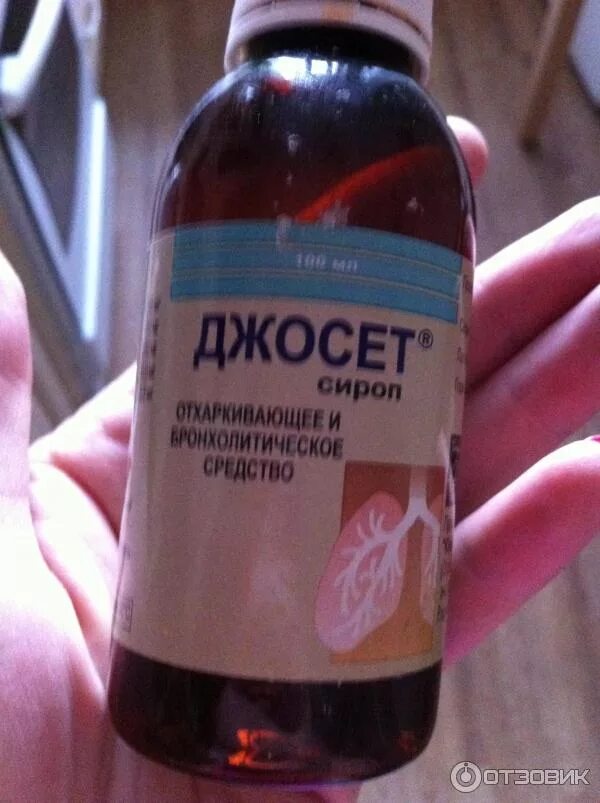 100 мл
ДЖОСЕТ®
сироп
ОТХАРКИВАЮЩЕЕ И
БРОНХОЛИТИЧЕСКОЕ
СРЕДСТВО
ОТЗОВИК